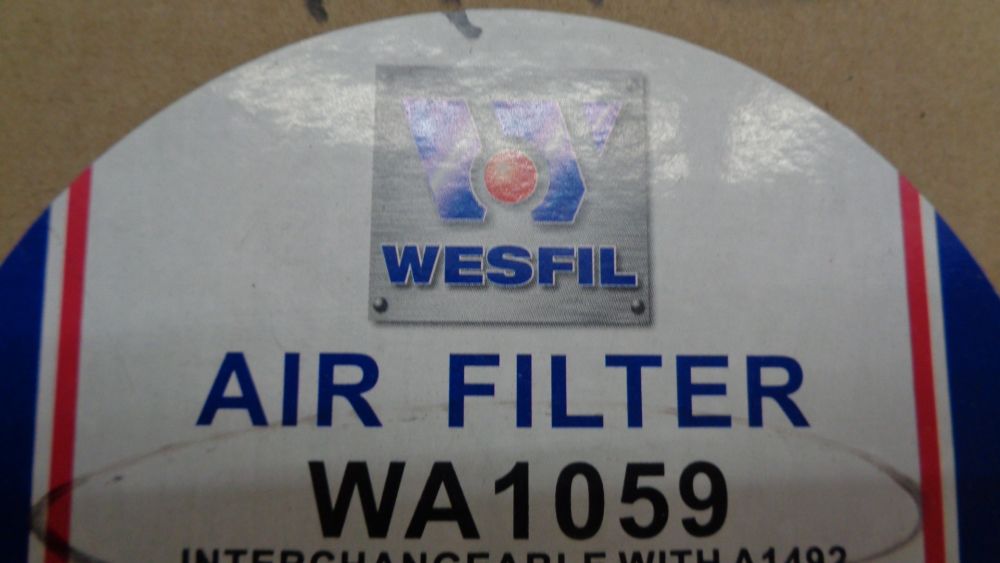 WESFIL
AIR FILTER
WA1059
INTERCHANGEABLE WITH A1492